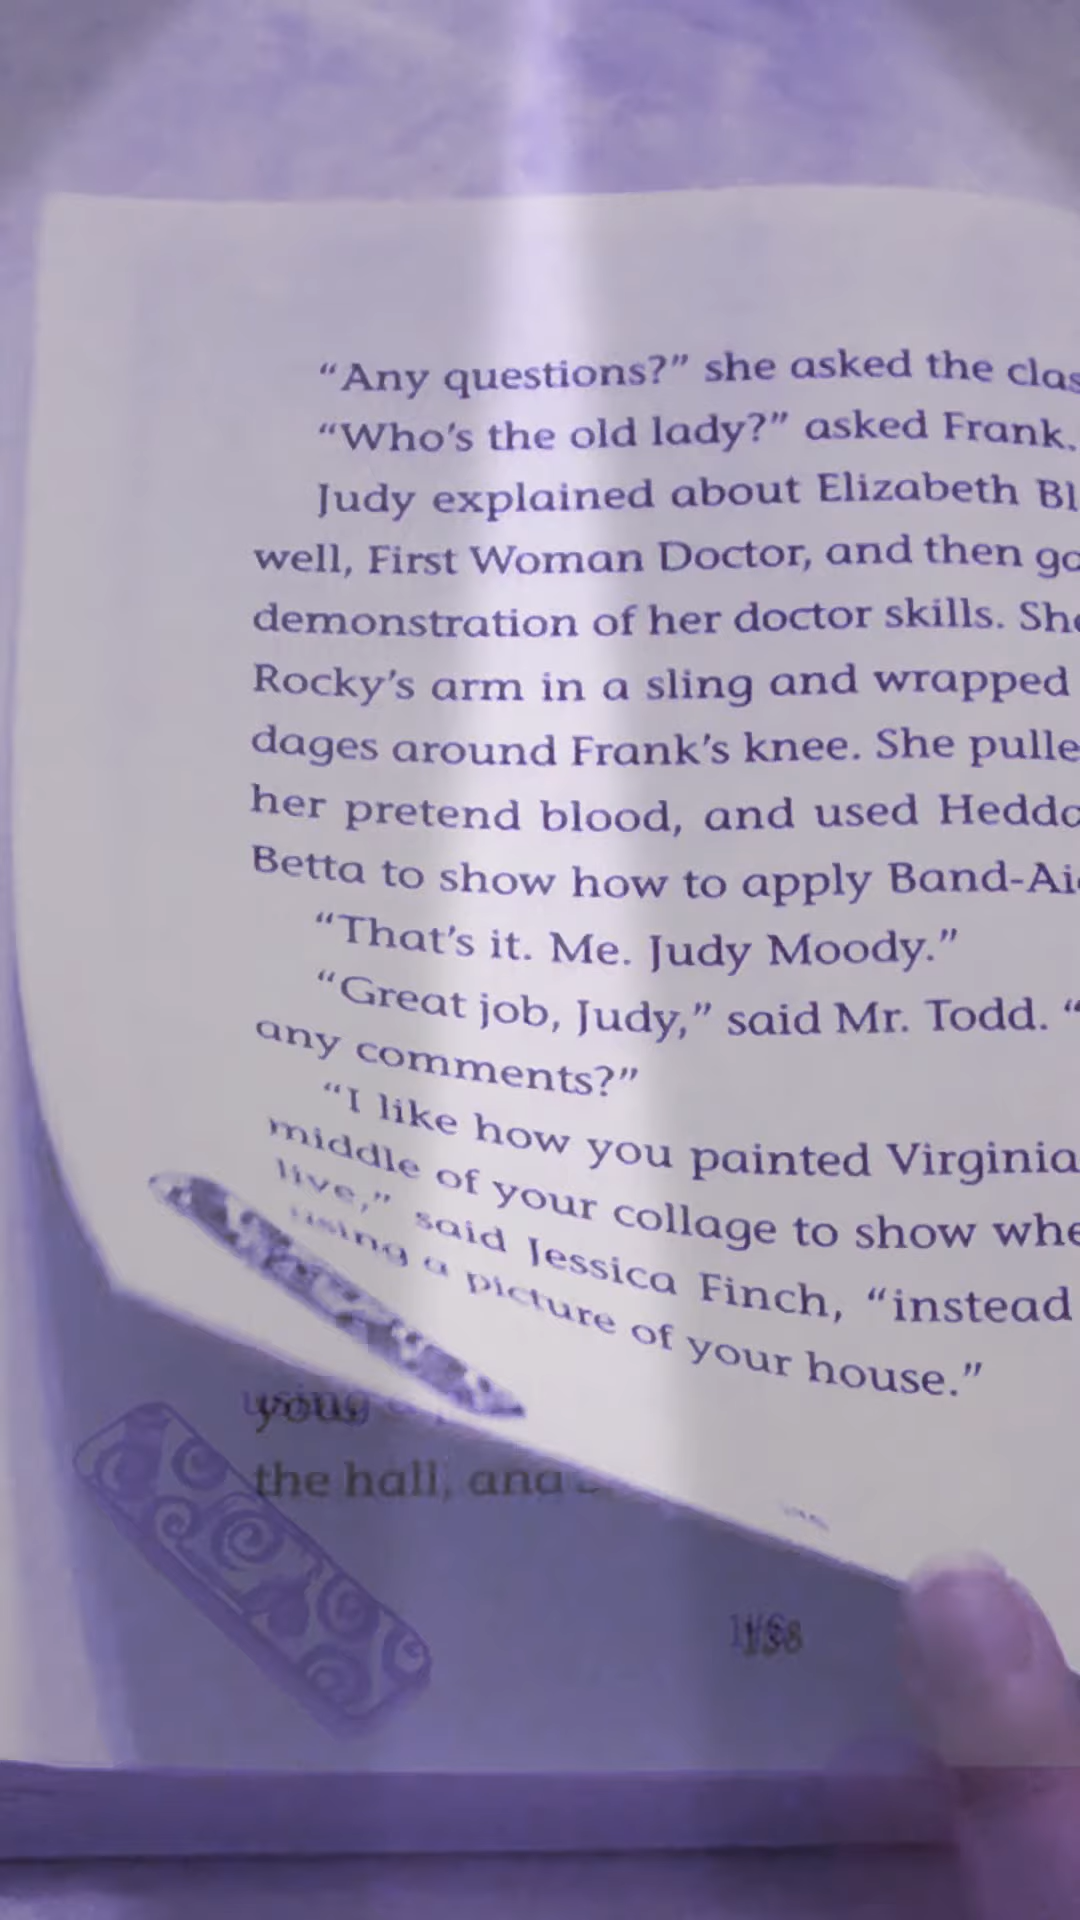 “Any questions?” she asked the clas
“Who’s the old lady?” asked Frank.
Judy explained about Elizabeth Bl
well, First Woman Doctor, and then
demonstration of her doctor skills. She
Rocky’s arm in a sling and wrapped
dages around Frank’s knee. She pulle
her pretend blood, and used Hedda
Betta to show how to apply Band-Ai
“That’s it. Me. Judy Moody.”
“Great job, Judy,” said Mr. Todd. “
any comments?”
“I like how you painted Virginia
middle of your collage to show whe
live,” said Jessica Finch, “instead
using a picture of your house.”
the hall, and